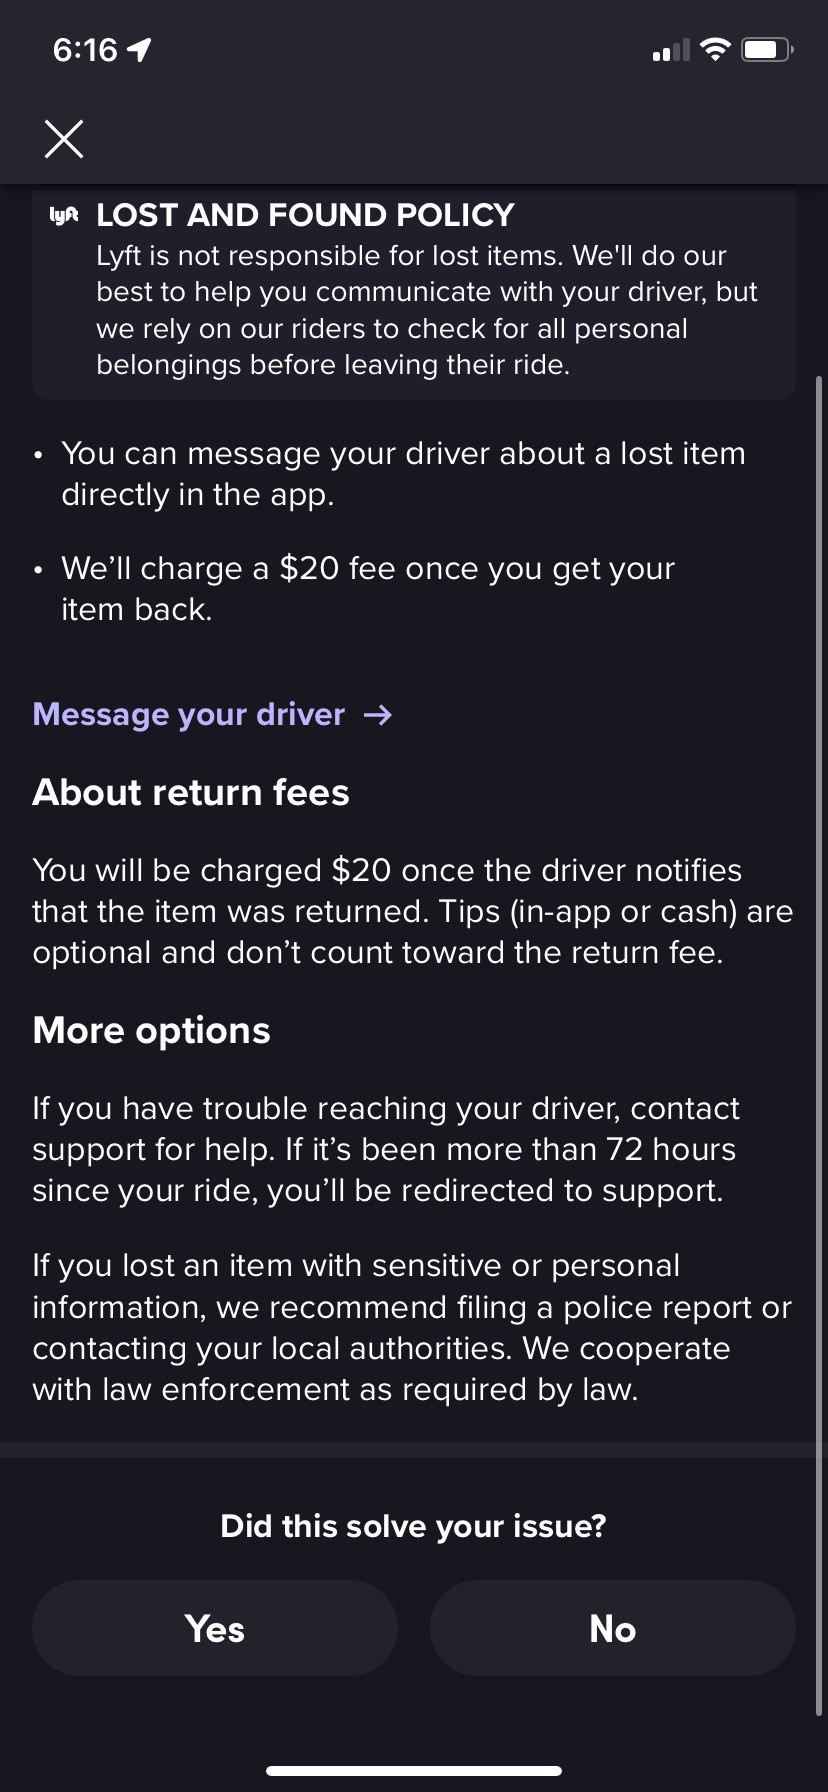 6:16
lyft LOST AND FOUND POLICY
Lyft is not responsible for lost items. We'll do our
best to help you communicate with your driver, but
we rely on our riders to check for all personal
belongings before leaving their ride.
• You can message your driver about a lost item
directly in the app.
• We’ll charge a $20 fee once you get your
item back.
Message your driver →
About return fees
You will be charged $20 once the driver notifies
that the item was returned. Tips (in-app or cash) are
optional and don’t count toward the return fee.
More options
If you have trouble reaching your driver, contact
support for help. If it’s been more than 72 hours
since your ride, you’ll be redirected to support.
If you lost an item with sensitive or personal
information, we recommend filing a police report or
contacting your local authorities. We cooperate
with law enforcement as required by law.
Did this solve your issue?
Yes
No